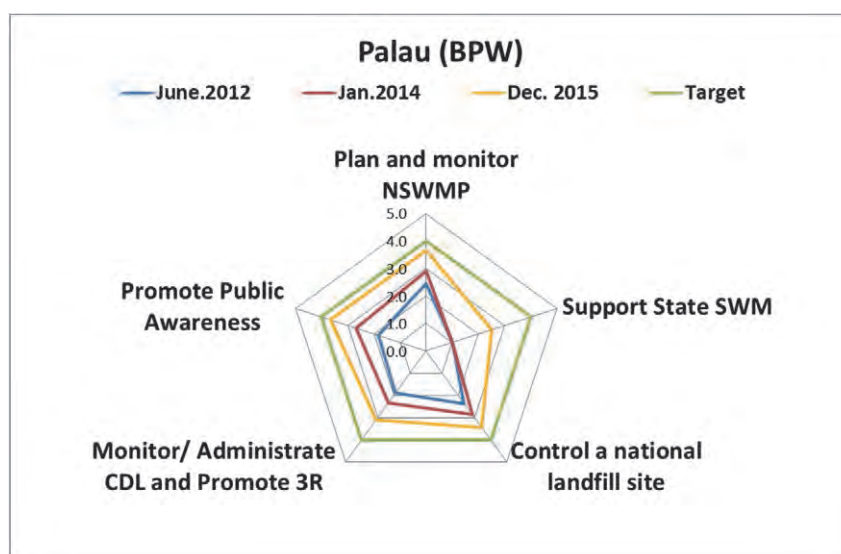 Palau (BPW)
June.2012
Jan.2014
Dec. 2015
Target
Plan and monitor
NSWMP
5.0
4.0
3.0
2.0
1.0
0.0
Support State SWM
Control a national
landfill site
Monitor/ Administrate
CDL and Promote 3R
Promote Public
Awareness